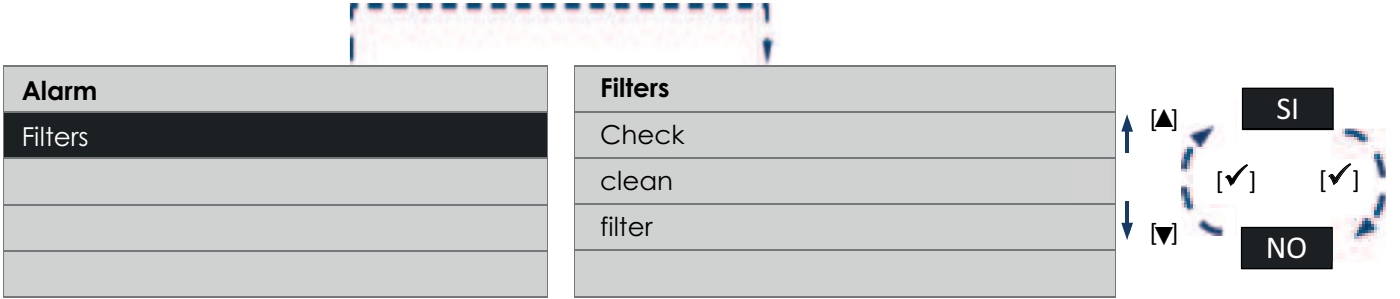 Alarm
Filters
Filters
Check
clean
filter
[▲]
[▼]
SI
[✓] [✓]
NO